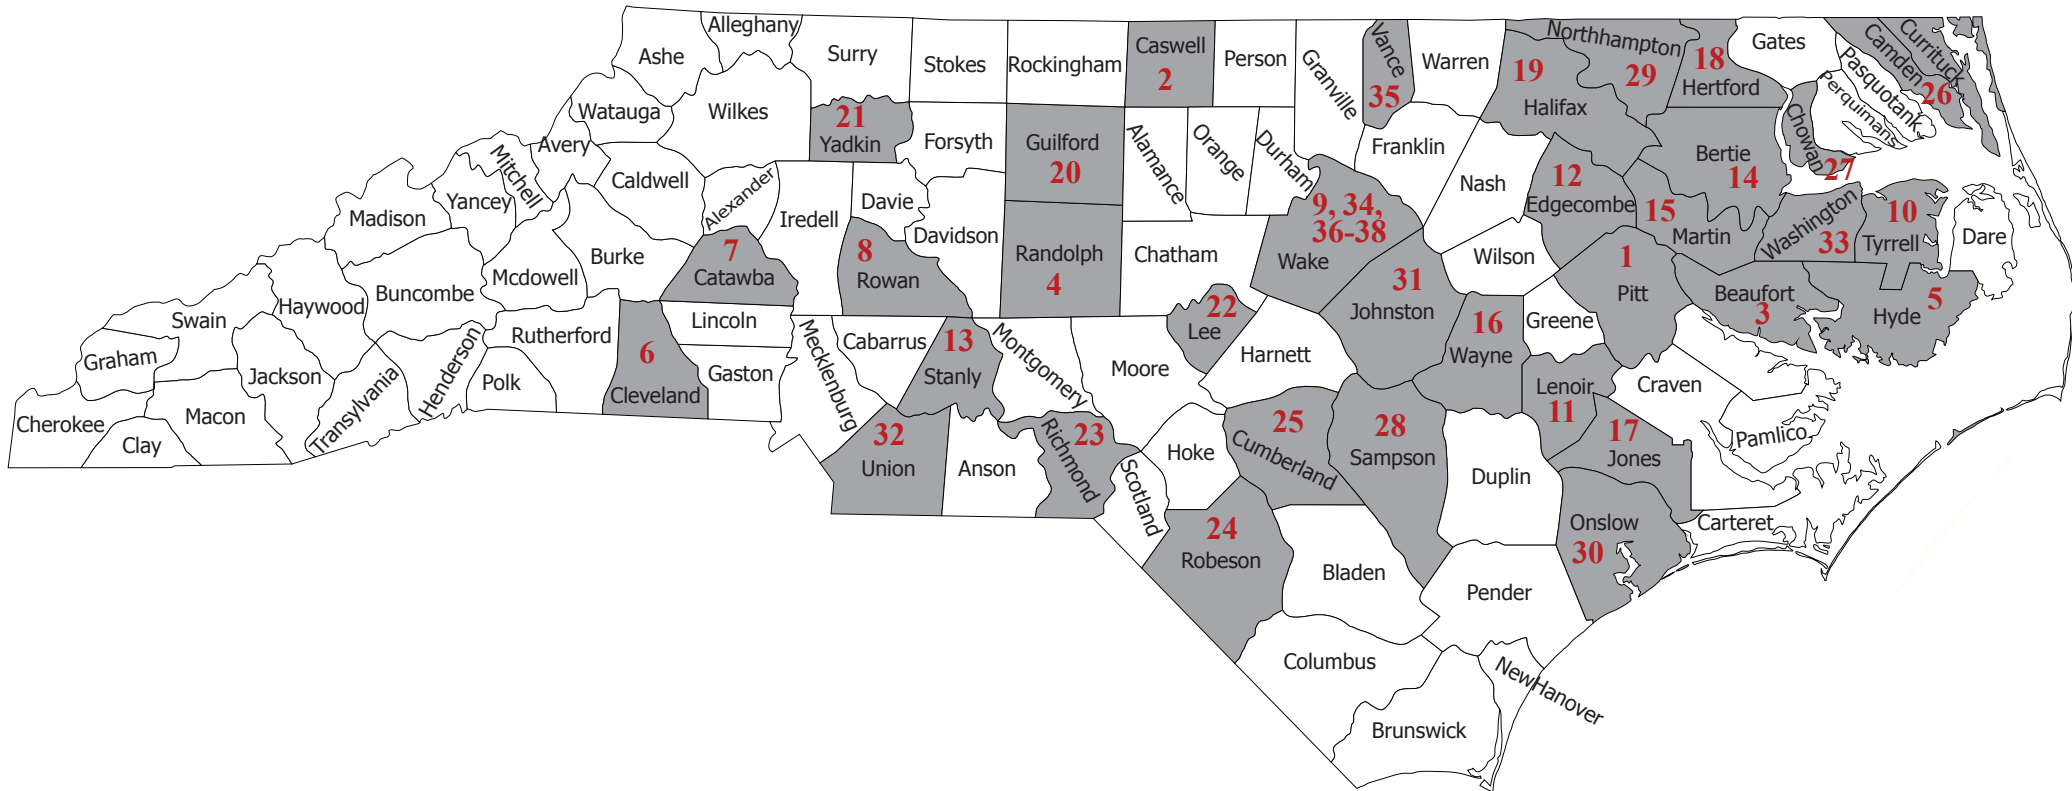 Alleghany
Ashe
Surry
Stokes
Rockingham
Caswell
2
Person
Granville
Vance
35
Warren
Northhampton
29
19
Halifax
18
Hertford
Gates
Currituck
Camden
26
Pasquotank
Perquimans
Chowan
27
Watauga
Wilkes
21
Yadkin
Forsyth
Guilford
20
Alamance
Orange
Durham
Franklin
Nash
12
Edgecombe
Bertie
14
Avery
Mitchell
Yancey
Madison
Caldwell
Alexander
Iredell
Davie
Davidson
Randolph
4
Chatham
9, 34,
36-38
Wake
Wilson
15
Martin
Washington
33
10
Tyrrell
Dare
Burke
Mcdowell
Buncombe
Haywood
Swain
Graham
7
Catawba
8
Rowan
22
Lee
31
Johnston
16
Wayne
Greene
1
Pitt
Beaufort
3
Hyde
5
Rutherford
6
Cleveland
Lincoln
Gaston
Mecklenburg
Cabarrus
13
Stanly
Montgomery
Moore
Harnett
Lenoir
11
Craven
Pamlico
Jackson
Macon
Cherokee
Clay
Transylvania
Henderson
Polk
32
Union
Anson
23
Richmond
Scotland
Hoke
25
Cumberland
28
Sampson
Duplin
17
Jones
Onslow
30
Carteret
24
Robeson
Bladen
Pender
Columbus
NewHanover
Brunswick